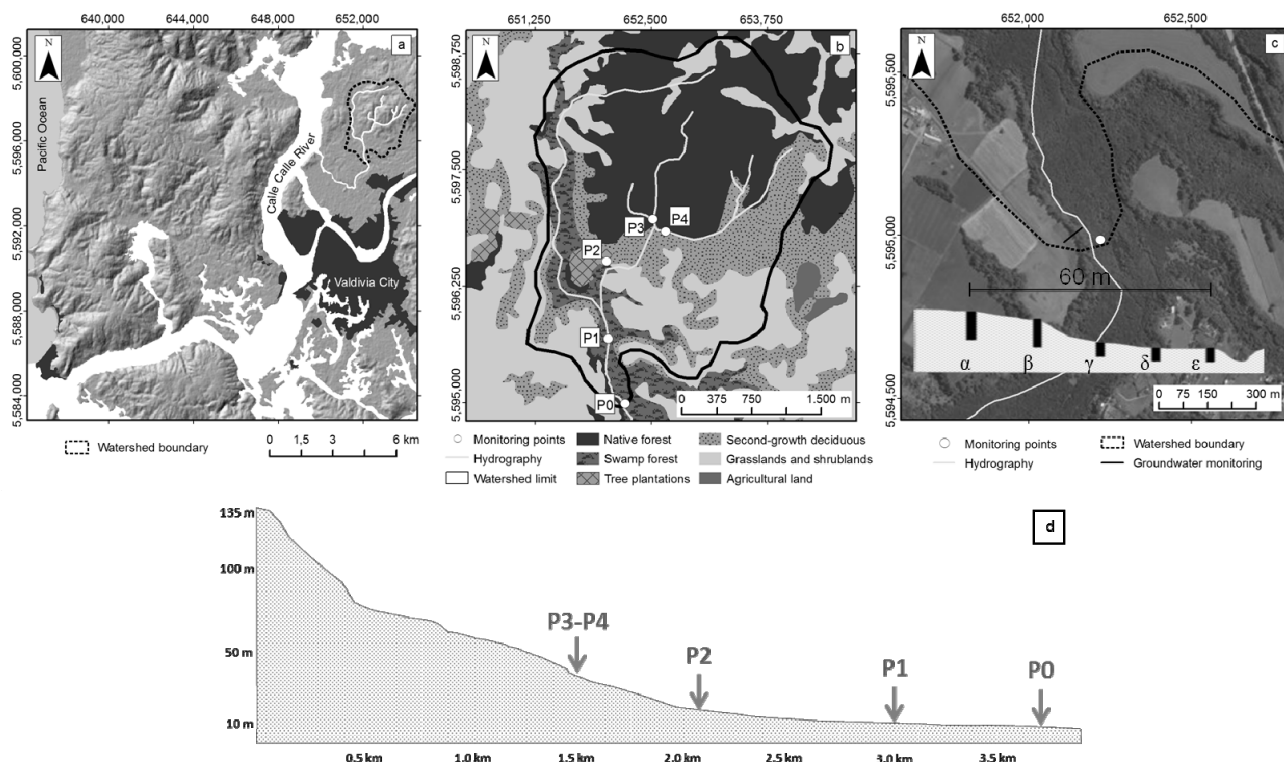 640,000 644,000 648,000 652,000
N
a
5,600,000
5,596,000
5,592,000
5,588,000
5,584,000
Pacific Ocean
Calle Calle River
Valdivia City
Watershed boundary
0 1,5 3 6 km
651,250 652,500 653,750
N
b
5,598,750
5,597,500
5,596,250
5,595,000
P3
P4
P2
P1
P0
0 375 750 1.500 m
Monitoring points
Hydrography
Watershed limit
Native forest
Swamp forest
Tree plantations
Second-growth deciduous
Grasslands and shrublands
Agricultural land
652,000 652,500
N
c
5,595,500
5,595,000
5,594,500
60 m
α β γ δ ε
0 75 150 300 m
Monitoring points
Hydrography
Watershed boundary
Groundwater monitoring
d
135 m
100 m
50 m
10 m
P3-P4
P2
P1
P0
0.5 km 1.0 km 1.5 km 2.0 km 2.5 km 3.0 km 3.5 km